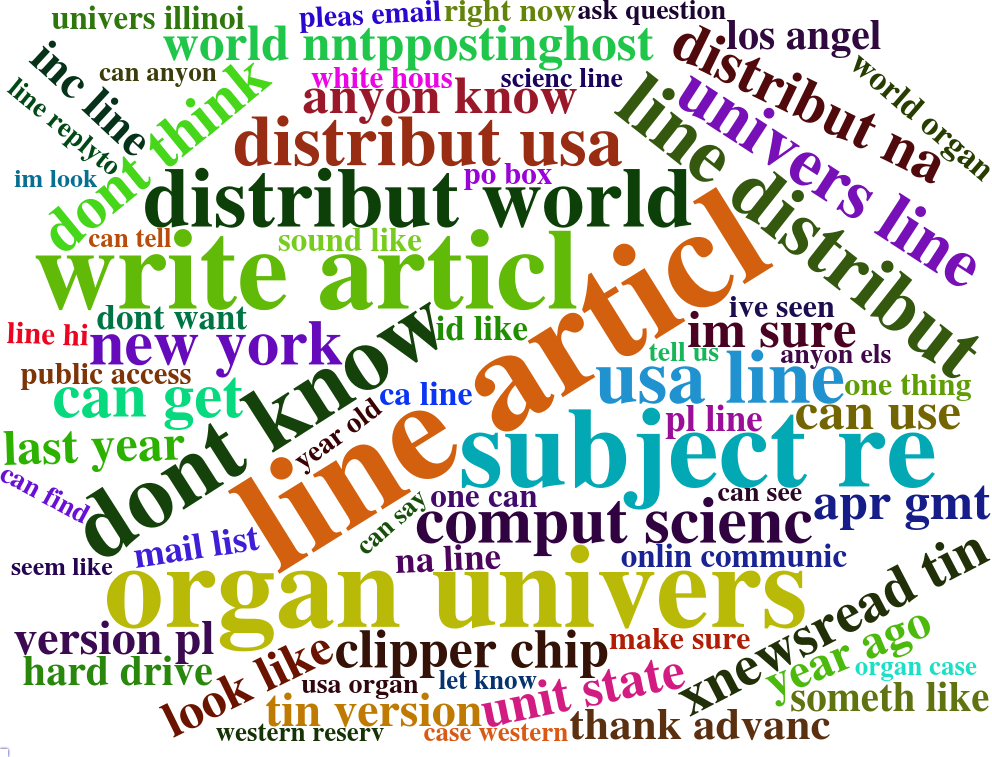 univers illinoi
pleas email
right now
ask question
world nntppostinghost
los angel
distribut na
inc line
can anyon
white hous
scienc line
world organ
line replyto
dont think
anyon know
line distribut
univers line
distribut usa
im look
po box
distribut world
can tell
sound like
write articl
line articl
dont want
id like
ive seen
line hi
new york
im sure
tell us
anyon els
public access
can get
dont know
ca line
usa line
one thing
year old
pl line
can use
last year
subject re
can find
one can
can see
apr gmt
can say
comput scienc
mail list
na line
onlin communic
seem like
organ univers
xnewsread tin
version pl
clipper chip
make sure
year ago
hard drive
look like
organ case
usa organ
let know
unit state
someth like
tin version
western reserv
case western
thank advanc